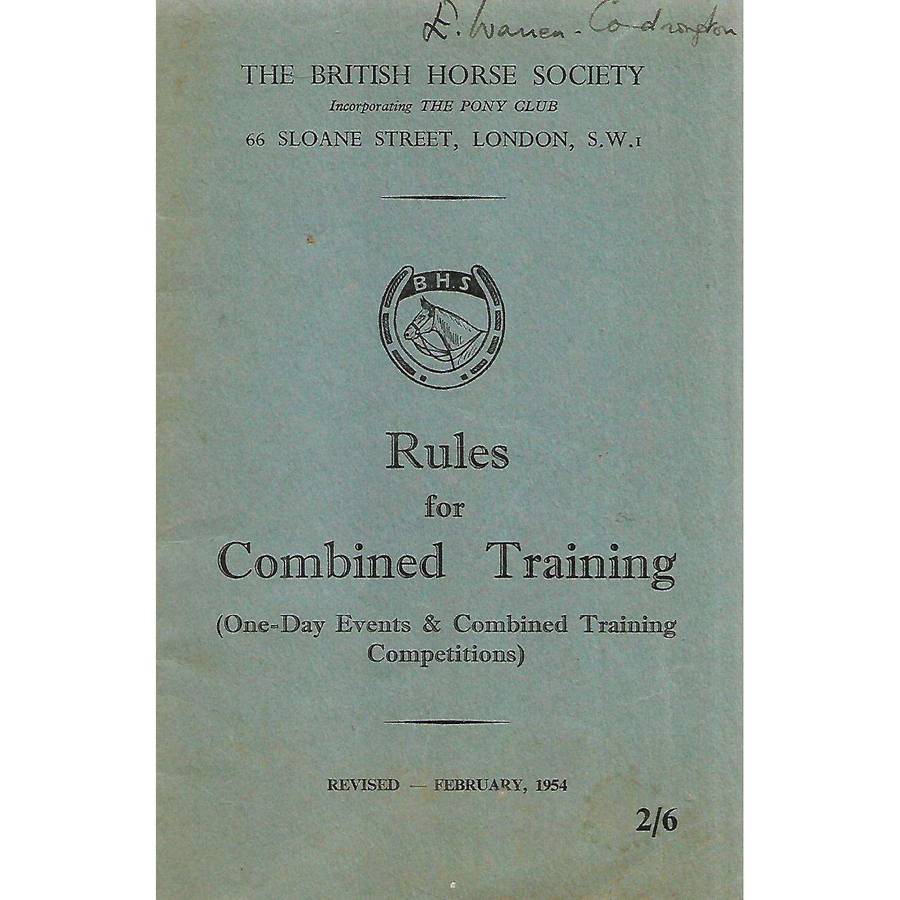 THE BRITISH HORSE SOCIETY
Incorporating THE PONY CLUB
66 SLOANE STREET, LONDON, S.W.1
B.H.S
Rules
for
Combined Training
(One-Day Events & Combined Training
Competitions)
REVISED — FEBRUARY, 1954
2/6